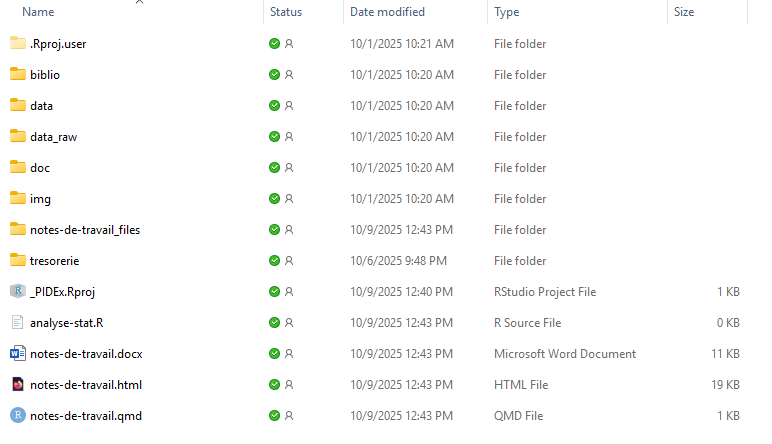 Name Status Date modified Type Size
.Rproj.user 10/1/2025 10:21 AM File folder
biblio 10/1/2025 10:20 AM File folder
data 10/1/2025 10:20 AM File folder
data_raw 10/1/2025 10:20 AM File folder
doc 10/1/2025 10:20 AM File folder
img 10/1/2025 10:20 AM File folder
notes-de-travail_files 10/9/2025 12:43 PM File folder
tresorerie 10/6/2025 9:48 PM File folder
_PIDEx.Rproj 10/9/2025 12:40 PM RStudio Project File 1 KB
analyse-stat.R 10/9/2025 12:43 PM R Source File 0 KB
notes-de-travail.docx 10/9/2025 12:43 PM Microsoft Word Document 11 KB
notes-de-travail.html 10/9/2025 12:43 PM HTML File 19 KB
notes-de-travail.qmd 10/9/2025 12:43 PM QMD File 1 KB